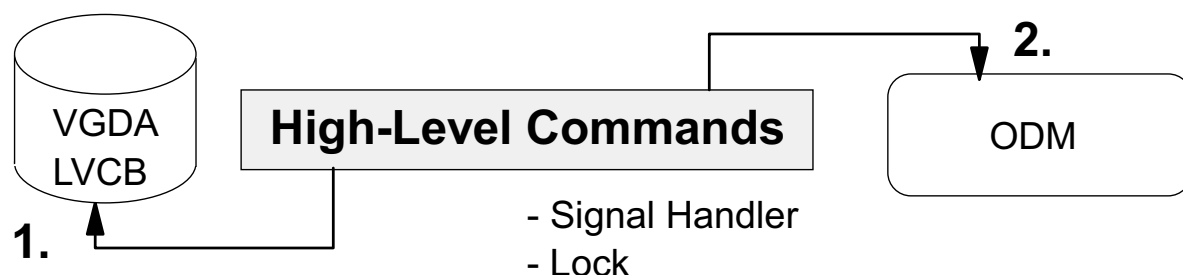 2.
VGDA
LVCB
High-Level Commands
ODM
1.
- Signal Handler
- Lock